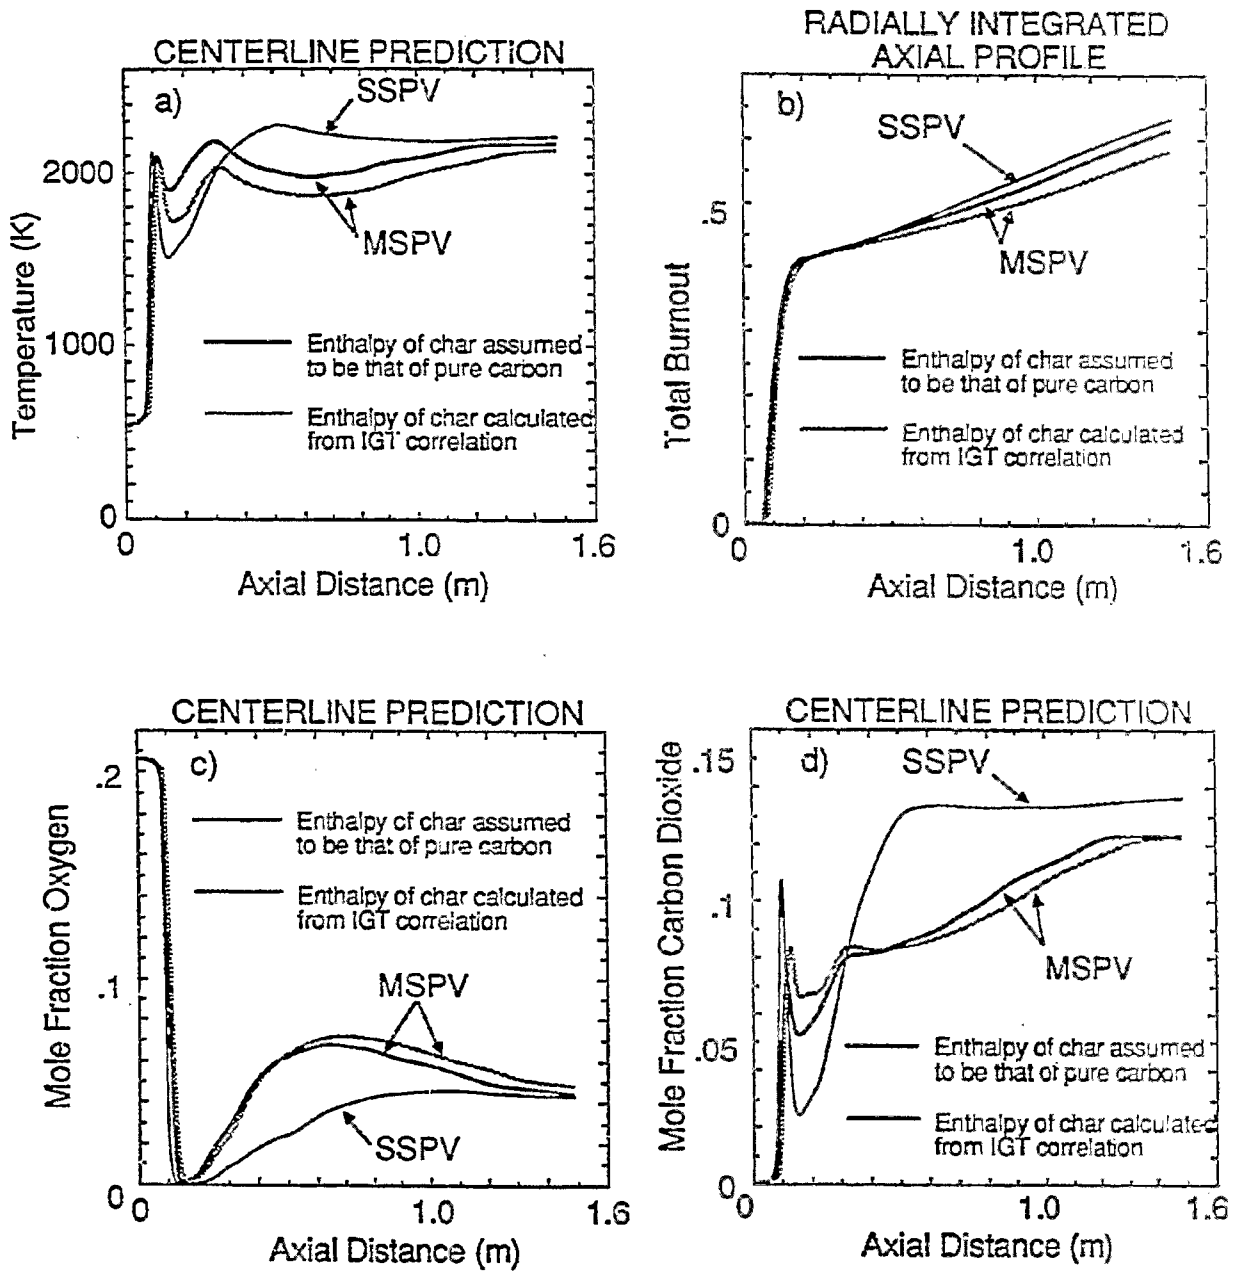 CENTERLINE PREDICTION
a)
SSPV
MSPV
2000
1000
0
Temperature (K)
Enthalpy of char assumed
to be that of pure carbon
Enthalpy of char calculated
from IGT correlation
0
1.0
1.6
Axial Distance (m)
RADIALLY INTEGRATED
AXIAL PROFILE
b)
SSPV
MSPV
.5
0
Total Burnout
Enthalpy of char assumed
to be that of pure carbon
Enthalpy of char calculated
from IGT correlation
0
1.0
1.6
Axial Distance (m)
CENTERLINE PREDICTION
c)
.2
.1
0
Mole Fraction Oxygen
Enthalpy of char assumed
to be that of pure carbon
Enthalpy of char calculated
from IGT correlation
MSPV
SSPV
0
1.0
1.6
Axial Distance (m)
CENTERLINE PREDICTION
d)
SSPV
MSPV
.15
.1
.05
0
Mole Fraction Carbon Dioxide
Enthalpy of char assumed
to be that of pure carbon
Enthalpy of char calculated
from IGT correlation
0
1.0
1.6
Axial Distance (m)